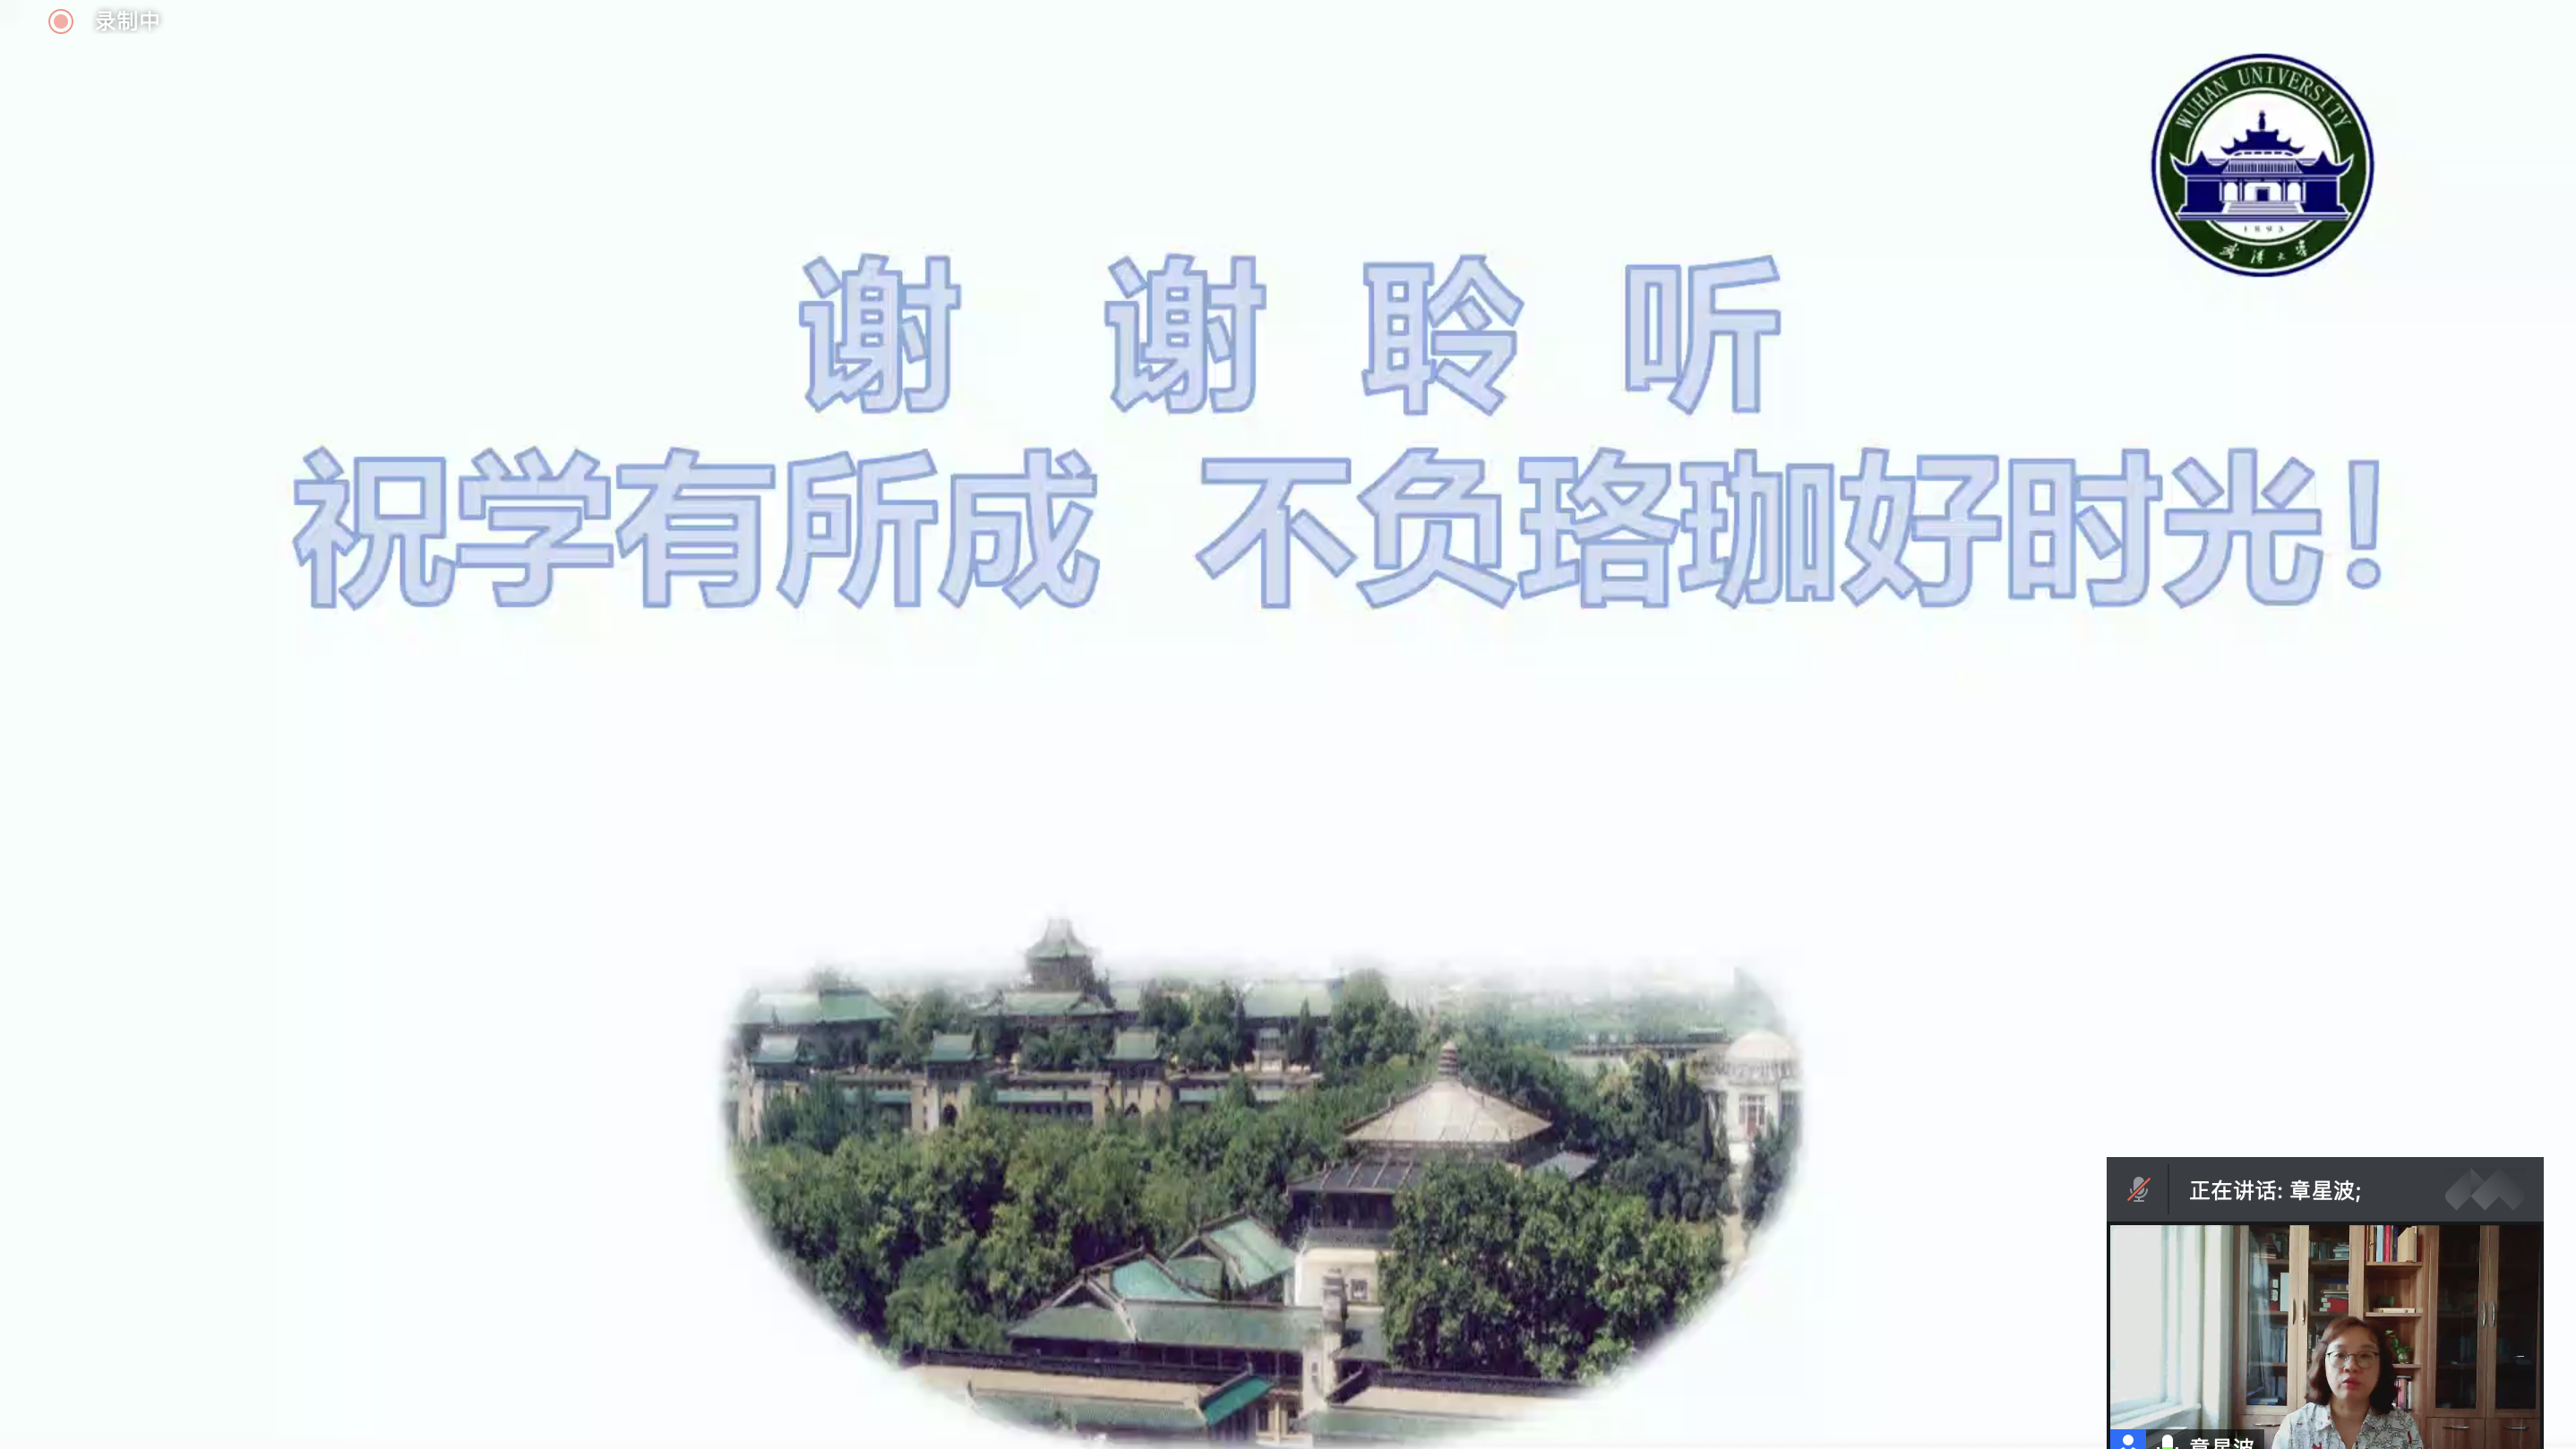 录制中
WUHAN UNIVERSITY
1893
武汉大学
谢 谢 聆 听
祝学有所成 不负珞珈好时光！
正在讲话: 章星波;
章星波